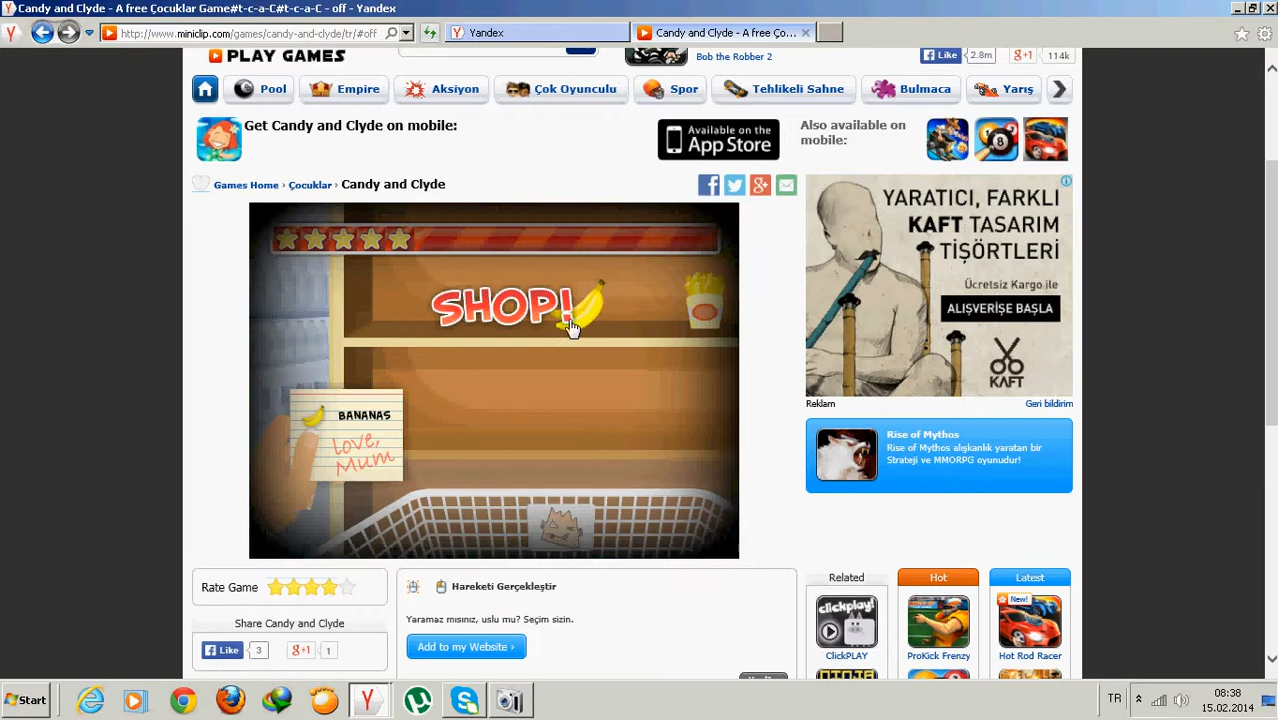 Candy and Clyde - A free Çocuklar Game#t-c-aC#t-c-aC - off - Yandex
http://www.miniclip.com/games/candy-and-clyde/tr/#off
Yandex
Candy and Clyde - A free Ço...
PLAY GAMES
Bob the Robber 2
Like 2.8m
+1 114k
Pool
Empire
Aksiyon
Çok Oyunculu
Spor
Tehlikeli Sahne
Bulmaca
Yarış
Get Candy and Clyde on mobile:
Available on the
App Store
Also available on
mobile:
8
Games Home › Çocuklar › Candy and Clyde
SHOP!
BANANAS
love,
Mum
YARATICI, FARKLI
KAFT TASARIM
TİŞÖRTLERİ
Ücretsiz Kargo ile
ALIŞVERİŞE BAŞLA
KAFT
Reklam
Geri bildirim
Rise of Mythos
Rise of Mythos alışkanlık yaratan bir
Strateji ve MMORPG oyunudur!
Rate Game
Share Candy and Clyde
Like 3
+1 1
Hareketi Gerçekleştir
Yaramaz mısınız, uslu mu? Seçim sizin.
Add to my Website >
Related
Hot
Latest
clickplay!
New!
ClickPLAY
ProKick Frenzy
Hot Rod Racer
NINJA
Start
TR
08:38
15.02.2014